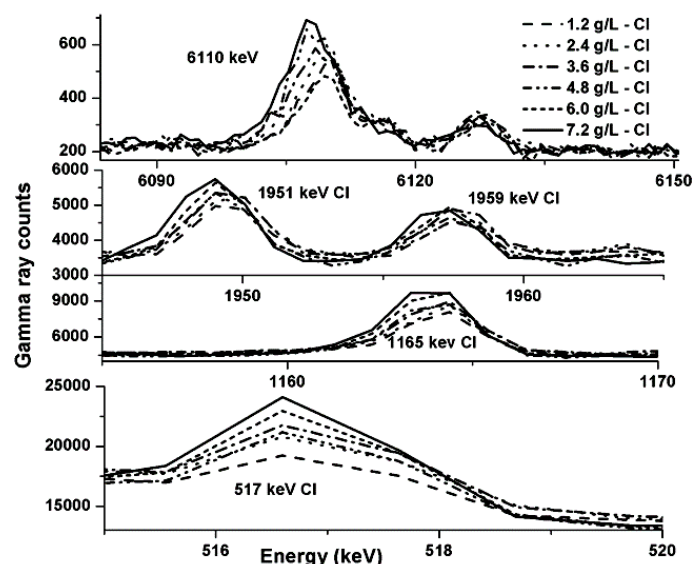 600
400
200
6110 keV
1.2 g/L - Cl
2.4 g/L - Cl
3.6 g/L - Cl
4.8 g/L - Cl
6.0 g/L - Cl
7.2 g/L - Cl
6090
6120
6150
6000
5000
4000
3000
1951 keV Cl
1959 keV Cl
1950
1960
9000
6000
1165 kev Cl
1160
1170
25000
20000
15000
517 keV Cl
516
518
520
Energy (keV)
Gamma ray counts